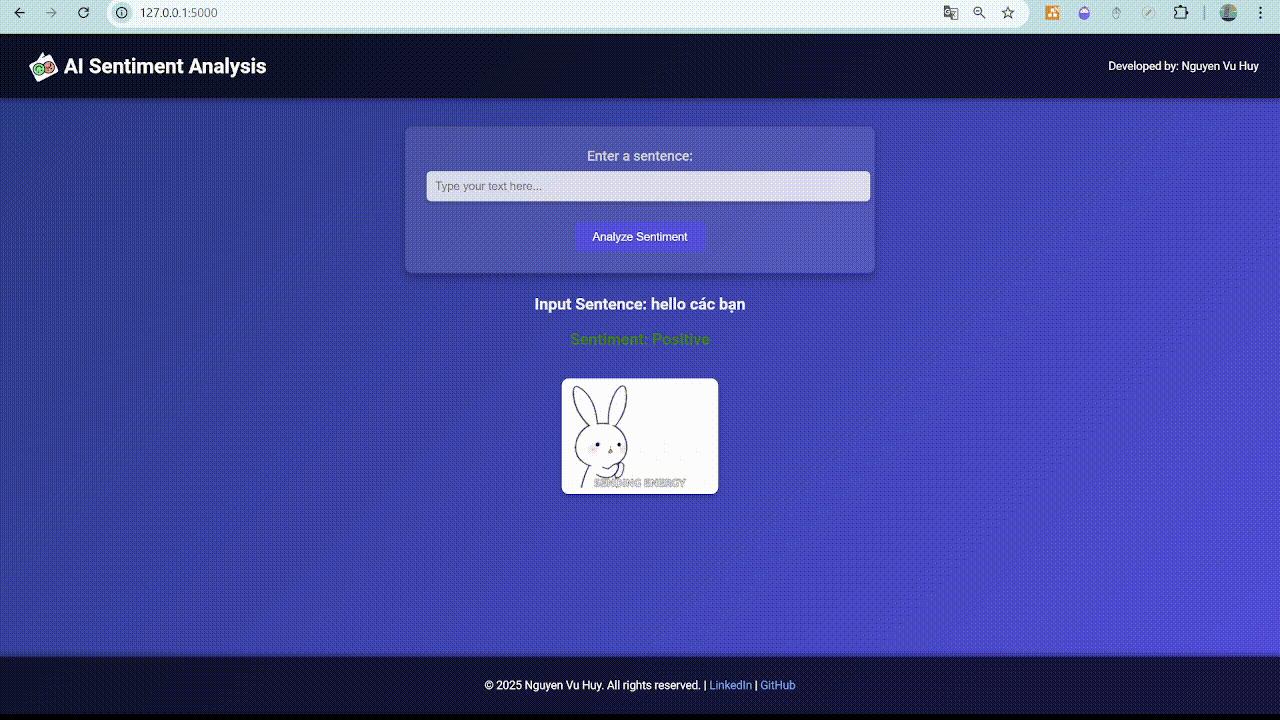 127.0.0.1:5000
AI Sentiment Analysis
Developed by: Nguyen Vu Huy
Enter a sentence:
Type your text here...
Analyze Sentiment
Input Sentence: hello các bạn
Sentiment: Positive
SENDING ENERGY
© 2025 Nguyen Vu Huy. All rights reserved. | LinkedIn | GitHub